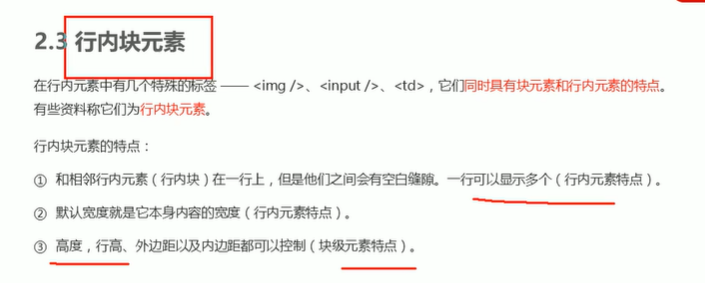 2.3 行内块元素
在行内元素中有几个特殊的标签 —— <img />、<input />、<td>，它们同时具有块元素和行内元素的特点。
有些资料称它们为行内块元素。
行内块元素的特点：
① 和相邻行内元素（行内块）在一行上，但是他们之间会有空白缝隙。一行可以显示多个（行内元素特点）。
② 默认宽度就是它本身内容的宽度（行内元素特点）。
③ 高度，行高、外边距以及内边距都可以控制（块级元素特点）。